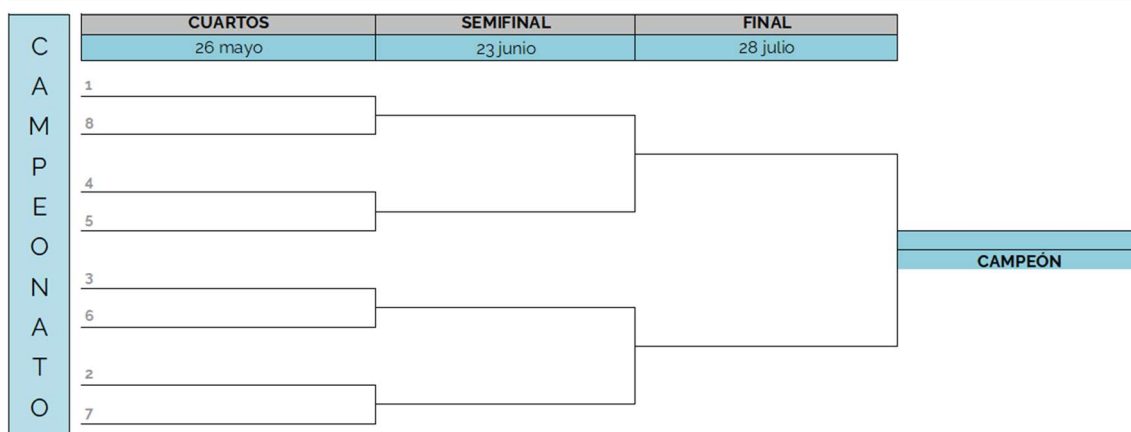 CUARTOS SEMIFINAL FINAL
26 mayo 23 junio 28 julio
C
A
M
P
E
O
N
A
T
O
1
8
4
5
3
6
2
7
CAMPEÓN